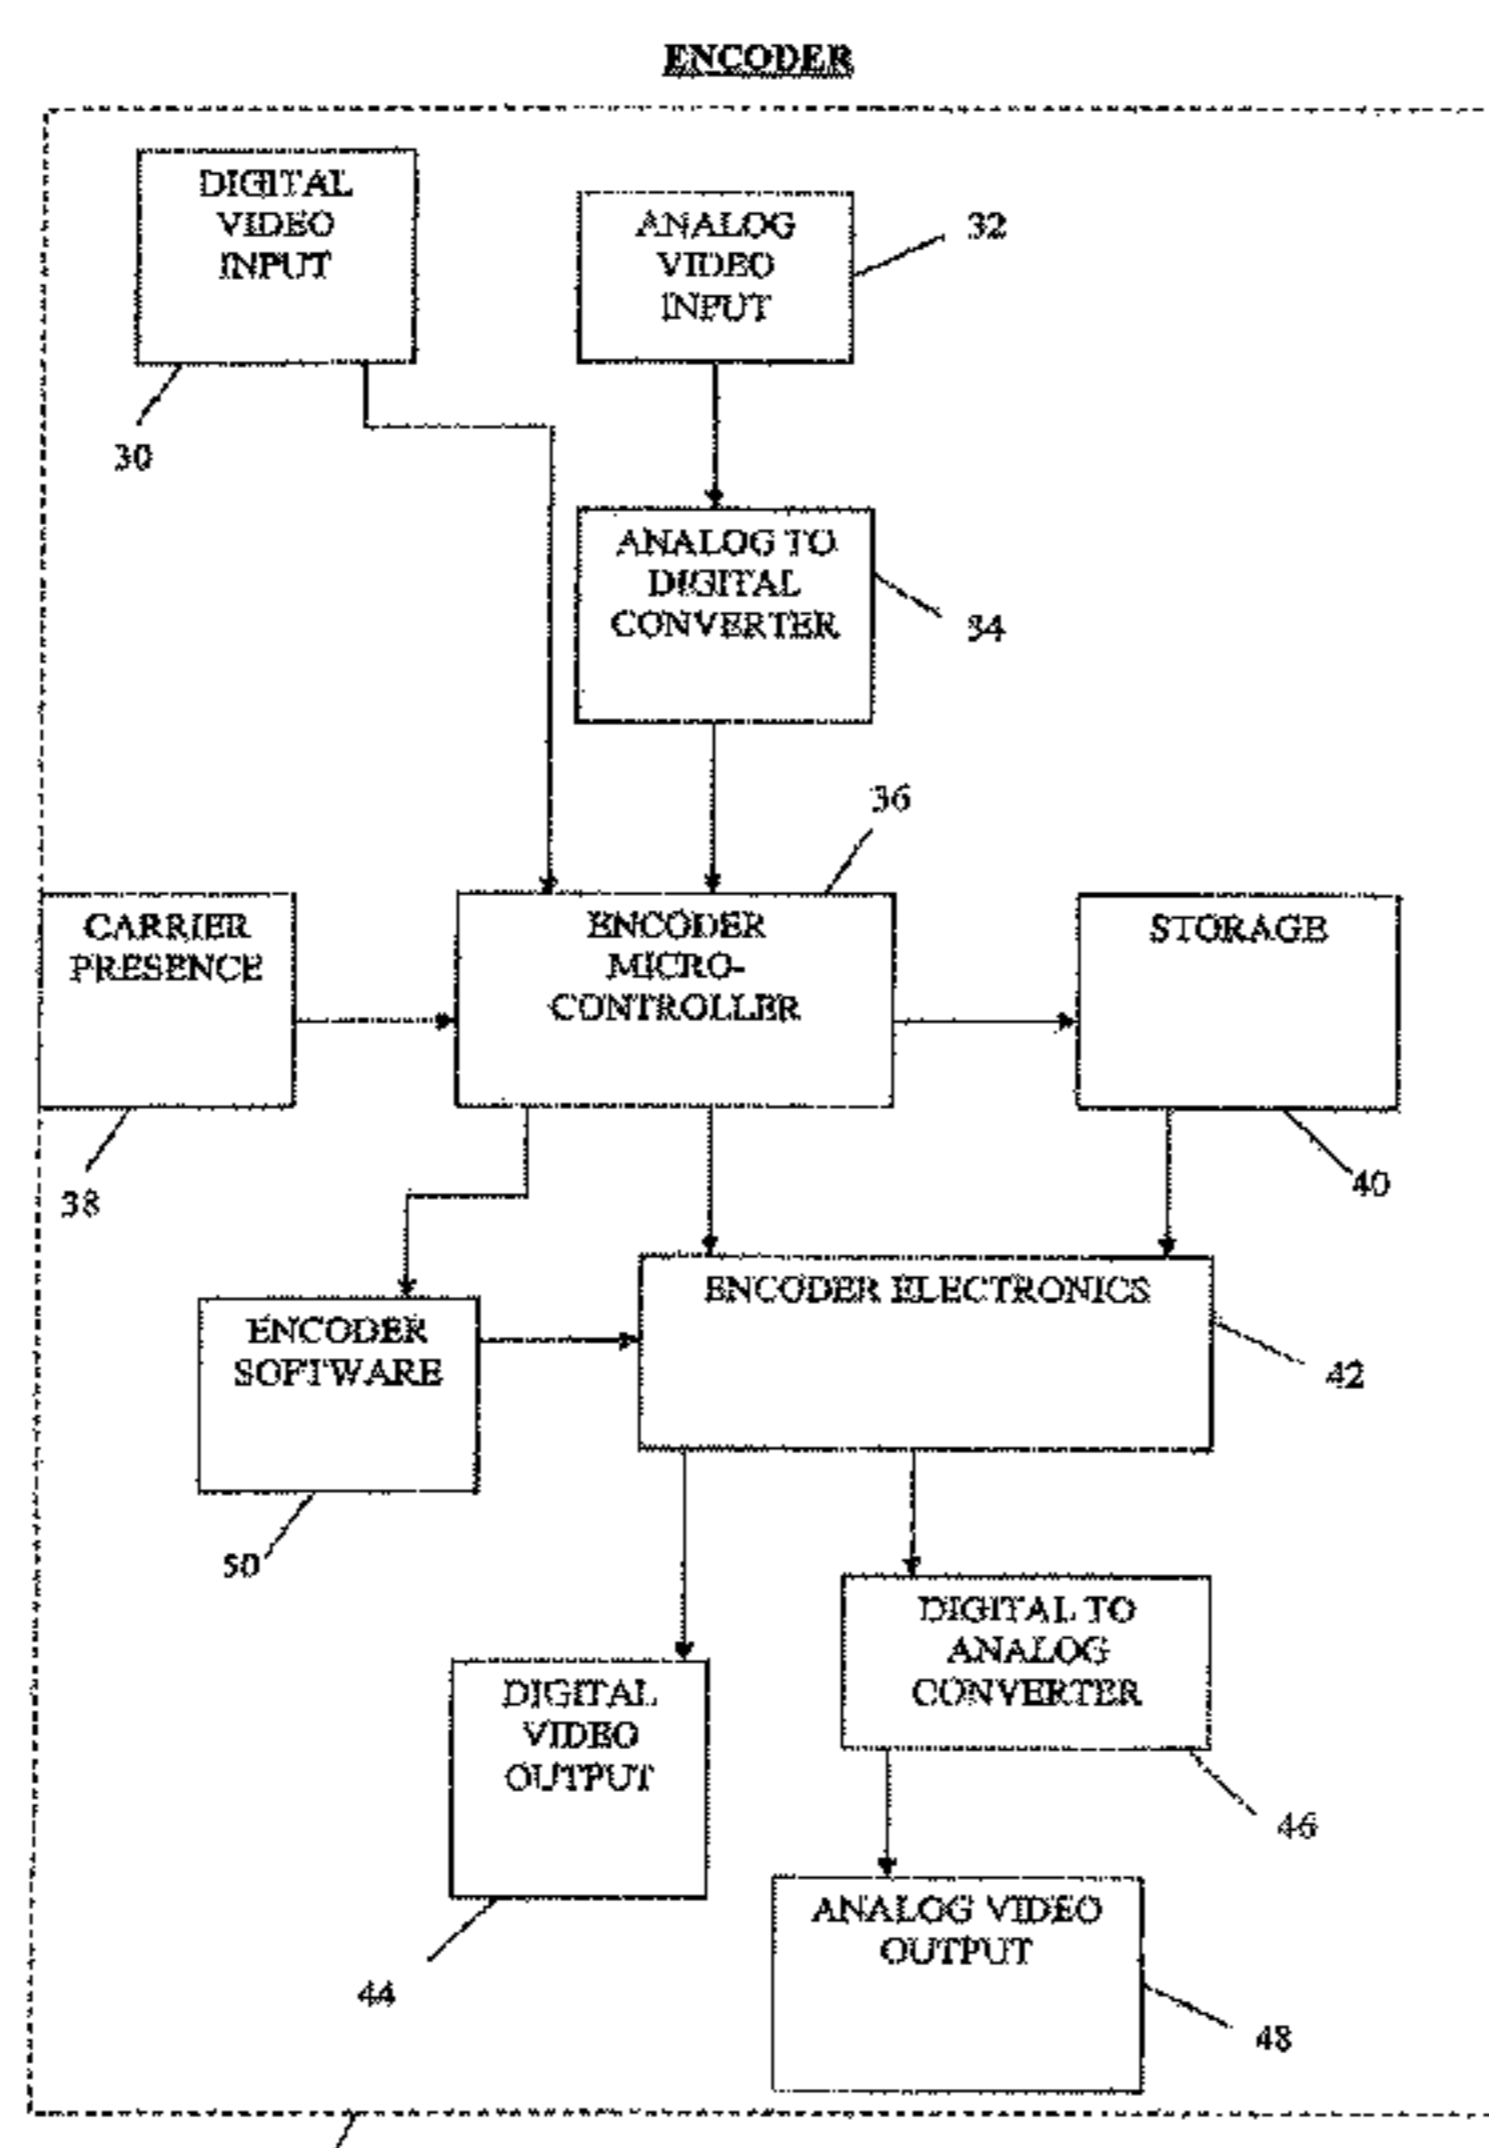 ENCODER
DIGITAL
VIDEO
INPUT
30
ANALOG
VIDEO
INPUT
32
ANALOG TO
DIGITAL
CONVERTER
34
36
CARRIER
PRESENCE
38
ENCODER
MICRO-
CONTROLLER
STORAGE
40
ENCODER
SOFTWARE
50
ENCODER ELECTRONICS
42
DIGITAL
VIDEO
OUTPUT
44
DIGITAL TO
ANALOG
CONVERTER
46
ANALOG VIDEO
OUTPUT
48